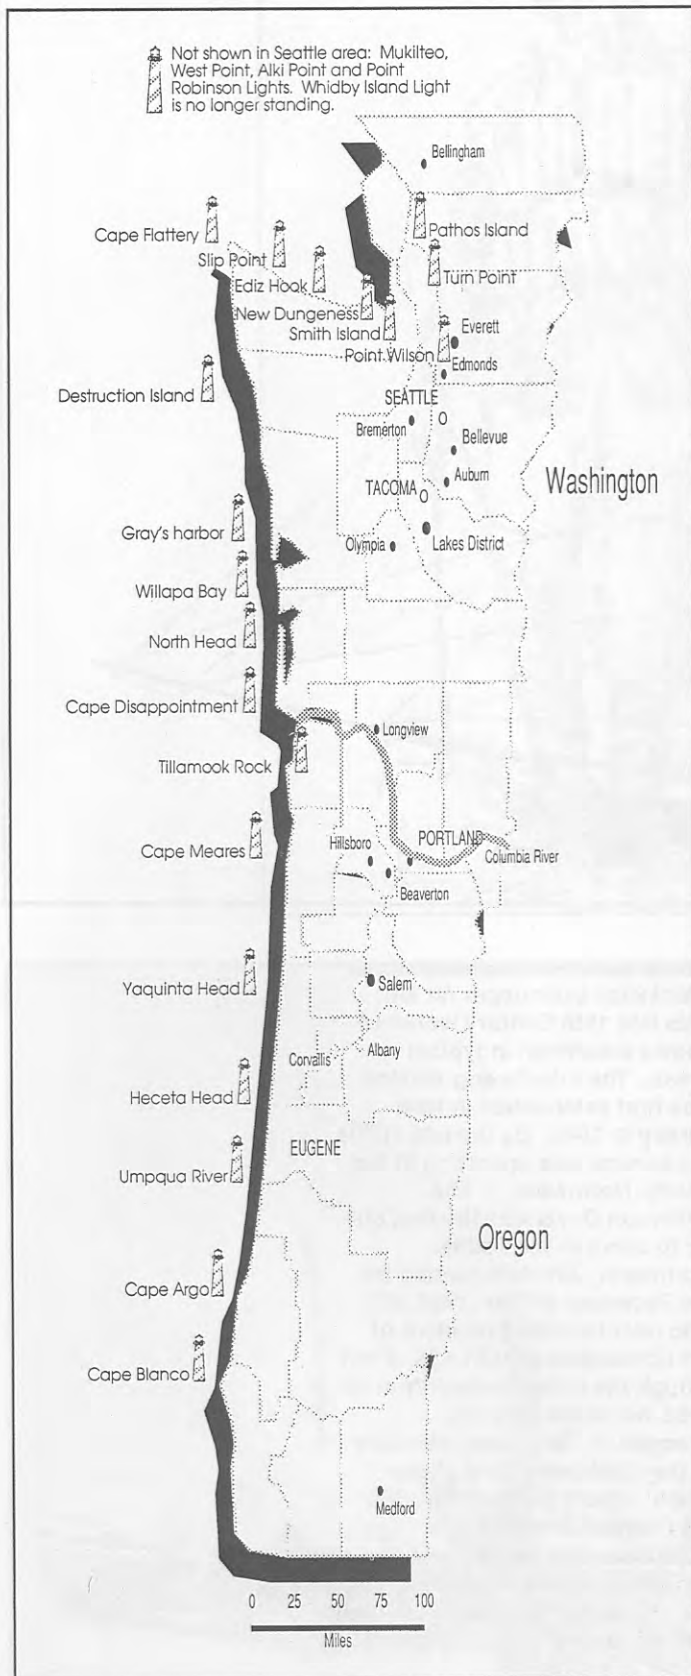 Not shown in Seattle area: Mukilteo,
West Point, Alki Point and Point
Robinson Lights. Whidby Island Light
is no longer standing.
Bellingham
Cape Flattery
Pathos Island
Slip Point
Ediz Hook
Turn Point
New Dungeness
Smith Island
Everett
Point Wilson
Edmonds
Destruction Island
SEATTLE
Bremerton
Bellevue
Auburn
TACOMA
Washington
Gray's harbor
Olympia
Lakes District
Willapa Bay
North Head
Cape Disappointment
Longview
Tillamook Rock
PORTLAND
Hillsboro
Cape Meares
Columbia River
Beaverton
Yaquinta Head
Salem
Albany
Corvallis
Heceta Head
EUGENE
Umpqua River
Oregon
Cape Argo
Cape Blanco
Medford
0 25 50 75 100
Miles